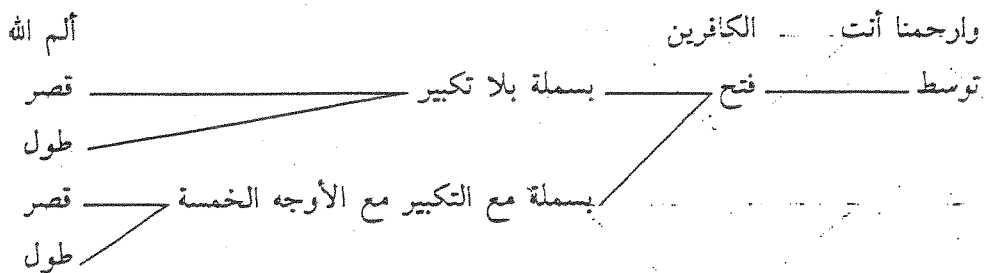 وارحمنا أنت الكافرين ألم الله
توسط فتح بسملة بلا تكبير قصر
طول
بسملة مع التكبير مع الأوجه الخمسة قصر
طول